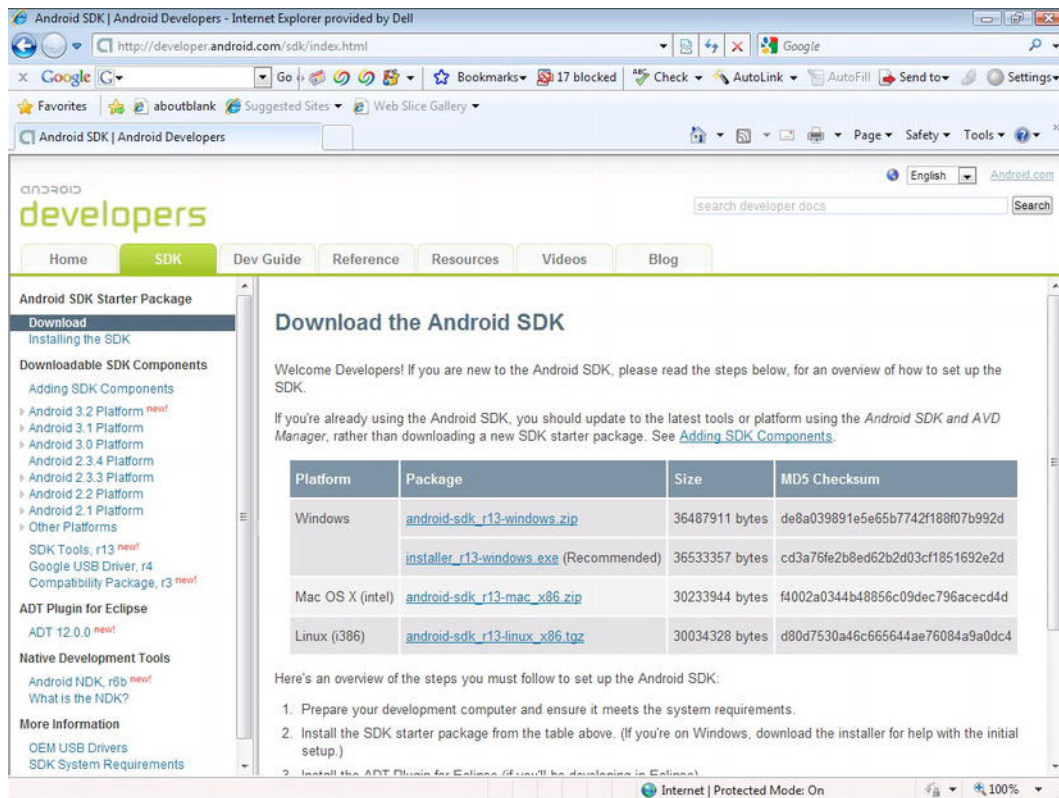 Android SDK | Android Developers - Internet Explorer provided by Dell
http://developer.android.com/sdk/index.html
Google
x Google G Go Bookmarks 17 blocked Check AutoLink AutoFill Send to Settings
Favorites aboutblank Suggested Sites Web Slice Gallery
Android SDK | Android Developers
Page Safety Tools
English Android.com
android
developers
search developer docs Search
Home SDK Dev Guide Reference Resources Videos Blog
Android SDK Starter Package
Download
Installing the SDK
Downloadable SDK Components
Adding SDK Components
Android 3.2 Platform new!
Android 3.1 Platform
Android 3.0 Platform
Android 2.3.4 Platform
Android 2.3.3 Platform
Android 2.2 Platform
Android 2.1 Platform
Other Platforms
SDK Tools, r13 new!
Google USB Driver, r4
Compatibility Package, r3 new!
ADT Plugin for Eclipse
ADT 12.0.0 new!
Native Development Tools
Android NDK, r6b new!
What is the NDK?
More Information
OEM USB Drivers
SDK System Requirements
Download the Android SDK
Welcome Developers! If you are new to the Android SDK, please read the steps below, for an overview of how to set up the
SDK.
If you're already using the Android SDK, you should update to the latest tools or platform using the Android SDK and AVD
Manager, rather than downloading a new SDK starter package. See Adding SDK Components.
Platform Package Size MD5 Checksum
Windows android-sdk_r13-windows.zip 36487911 bytes de8a039891e5e65b7742f188f07b992d
installer_r13-windows.exe (Recommended) 36533357 bytes cd3a76fe2b8ed62b2d03cf1851692e2d
Mac OS X (intel) android-sdk_r13-mac_x86.zip 30233944 bytes f4002a0344b48856c09dec796acecd4d
Linux (i386) android-sdk_r13-linux_x86.tgz 30034328 bytes d80d7530a46c665644ae76084a9a0dc4
Here's an overview of the steps you must follow to set up the Android SDK:
1. Prepare your development computer and ensure it meets the system requirements.
2. Install the SDK starter package from the table above. (If you're on Windows, download the installer for help with the initial
setup.)
3. Install the ADT Plugin for Eclipse (if you'll be developing in Eclipse)
Internet | Protected Mode: On 100%